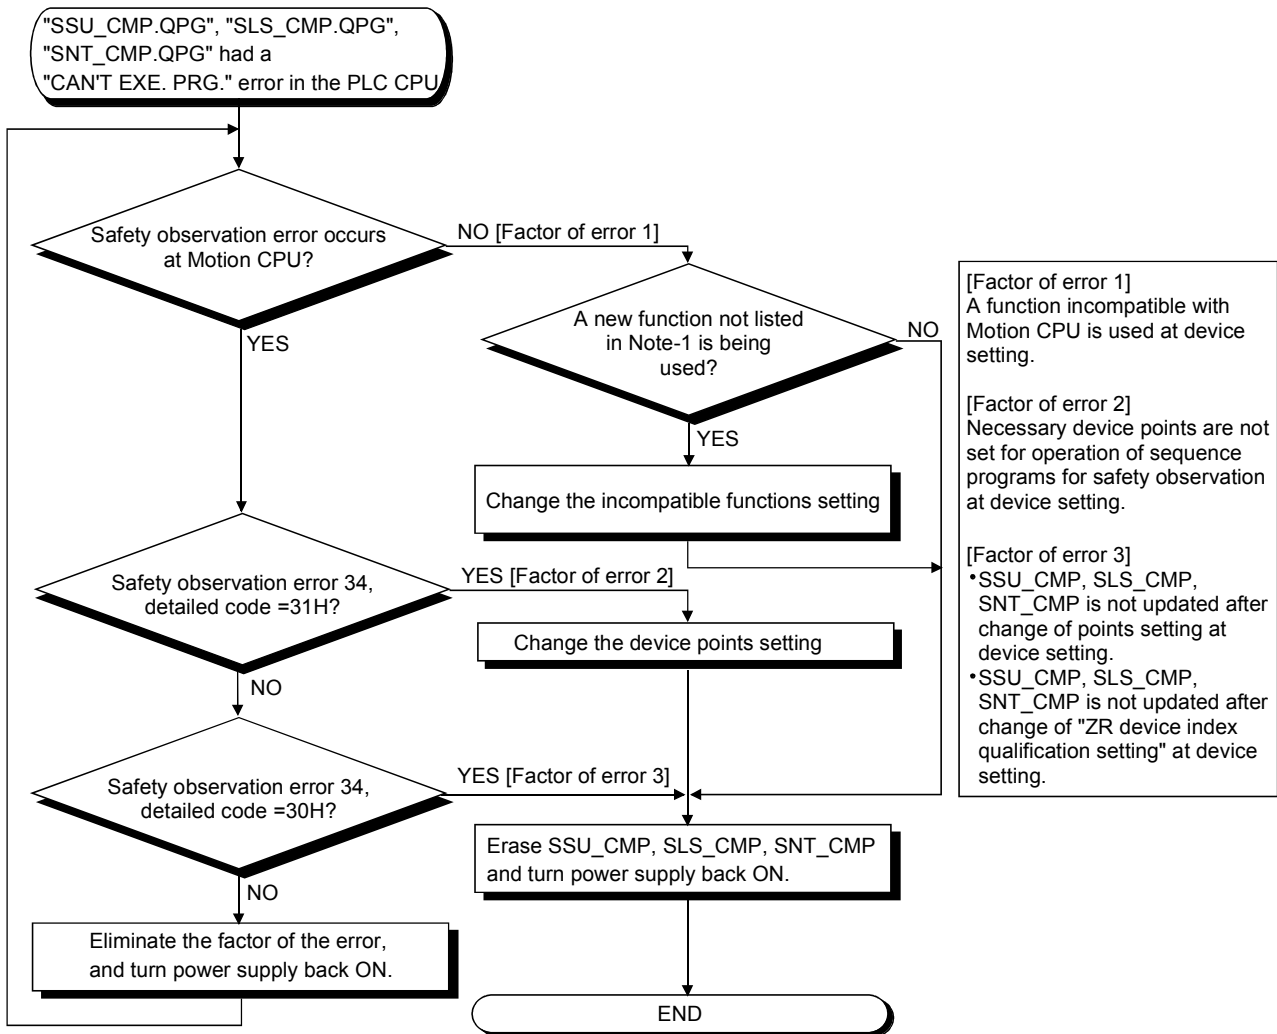 "SSU_CMP.QPG", "SLS_CMP.QPG",
"SNT_CMP.QPG" had a
"CAN'T EXE. PRG." error in the PLC CPU
Safety observation error occurs
at Motion CPU?
NO [Factor of error 1]
YES
A new function not listed
in Note-1 is being
used?
NO
YES
Change the incompatible functions setting
Safety observation error 34,
detailed code =31H?
YES [Factor of error 2]
Change the device points setting
NO
Safety observation error 34,
detailed code =30H?
YES [Factor of error 3]
NO
Erase SSU_CMP, SLS_CMP, SNT_CMP
and turn power supply back ON.
Eliminate the factor of the error,
and turn power supply back ON.
END
[Factor of error 1]
A function incompatible with
Motion CPU is used at device
setting.
[Factor of error 2]
Necessary device points are not
set for operation of sequence
programs for safety observation
at device setting.
[Factor of error 3]
•SSU_CMP, SLS_CMP,
SNT_CMP is not updated after
change of points setting at
device setting.
•SSU_CMP, SLS_CMP,
SNT_CMP is not updated after
change of "ZR device index
qualification setting" at device
setting.